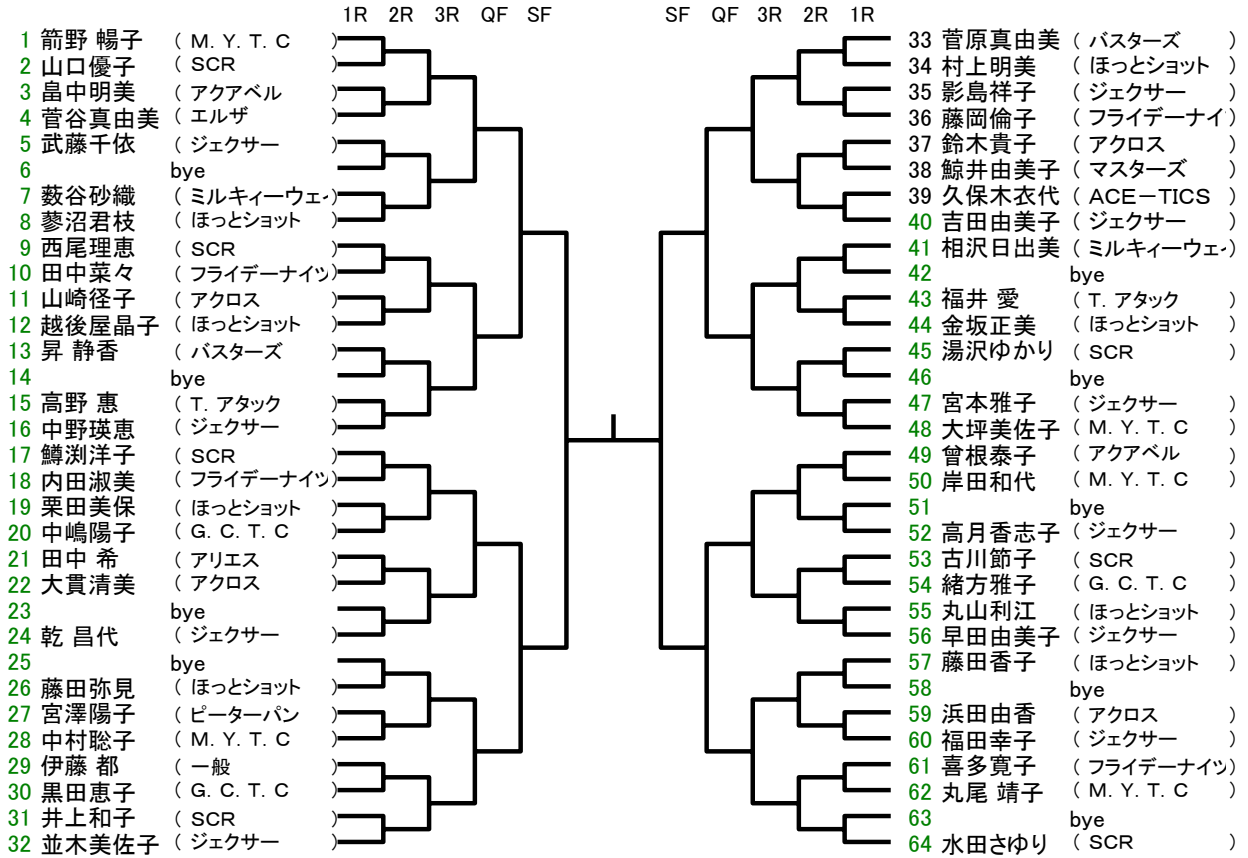 1R 2R 3R QF SF
1 箭野 暢子 ( M. Y. T. C )
2 山口優子 ( SCR )
3 畠中明美 ( アクアベル )
4 菅谷真由美 ( エルザ )
5 武藤千依 ( ジェクサー )
6 bye
7 薮谷砂織 ( ミルキィーウェイ )
8 蓼沼君枝 ( ほっとショット )
9 西尾理恵 ( SCR )
10 田中菜々 ( フライデーナイツ )
11 山崎径子 ( アクロス )
12 越後屋晶子 ( ほっとショット )
13 昇 静香 ( バスターズ )
14 bye
15 高野 惠 ( T. アタック )
16 中野瑛恵 ( ジェクサー )
17 鱒渕洋子 ( SCR )
18 内田淑美 ( フライデーナイツ )
19 栗田美保 ( ほっとショット )
20 中嶋陽子 ( G. C. T. C )
21 田中 希 ( アリエス )
22 大貫清美 ( アクロス )
23 bye
24 乾 昌代 ( ジェクサー )
25 bye
26 藤田弥見 ( ほっとショット )
27 宮澤陽子 ( ピーターパン )
28 中村聡子 ( M. Y. T. C )
29 伊藤 都 ( 一般 )
30 黒田恵子 ( G. C. T. C )
31 井上和子 ( SCR )
32 並木美佐子 ( ジェクサー )
SF QF 3R 2R 1R
33 菅原真由美 ( バスターズ )
34 村上明美 ( ほっとショット )
35 影島祥子 ( ジェクサー )
36 藤岡倫子 ( フライデーナイ )
37 鈴木貴子 ( アクロス )
38 鯨井由美子 ( マスターズ )
39 久保木衣代 ( ACE－TICS )
40 吉田由美子 ( ジェクサー )
41 相沢日出美 ( ミルキィーウェイ )
42 bye
43 福井 愛 ( T. アタック )
44 金坂正美 ( ほっとショット )
45 湯沢ゆかり ( SCR )
46 bye
47 宮本雅子 ( ジェクサー )
48 大坪美佐子 ( M. Y. T. C )
49 曾根泰子 ( アクアベル )
50 岸田和代 ( M. Y. T. C )
51 bye
52 高月香志子 ( ジェクサー )
53 古川節子 ( SCR )
54 緒方雅子 ( G. C. T. C )
55 丸山利江 ( ほっとショット )
56 早田由美子 ( ジェクサー )
57 藤田香子 ( ほっとショット )
58 bye
59 浜田由香 ( アクロス )
60 福田幸子 ( ジェクサー )
61 喜多寛子 ( フライデーナイツ )
62 丸尾 靖子 ( M. Y. T. C )
63 bye
64 水田さゆり ( SCR )